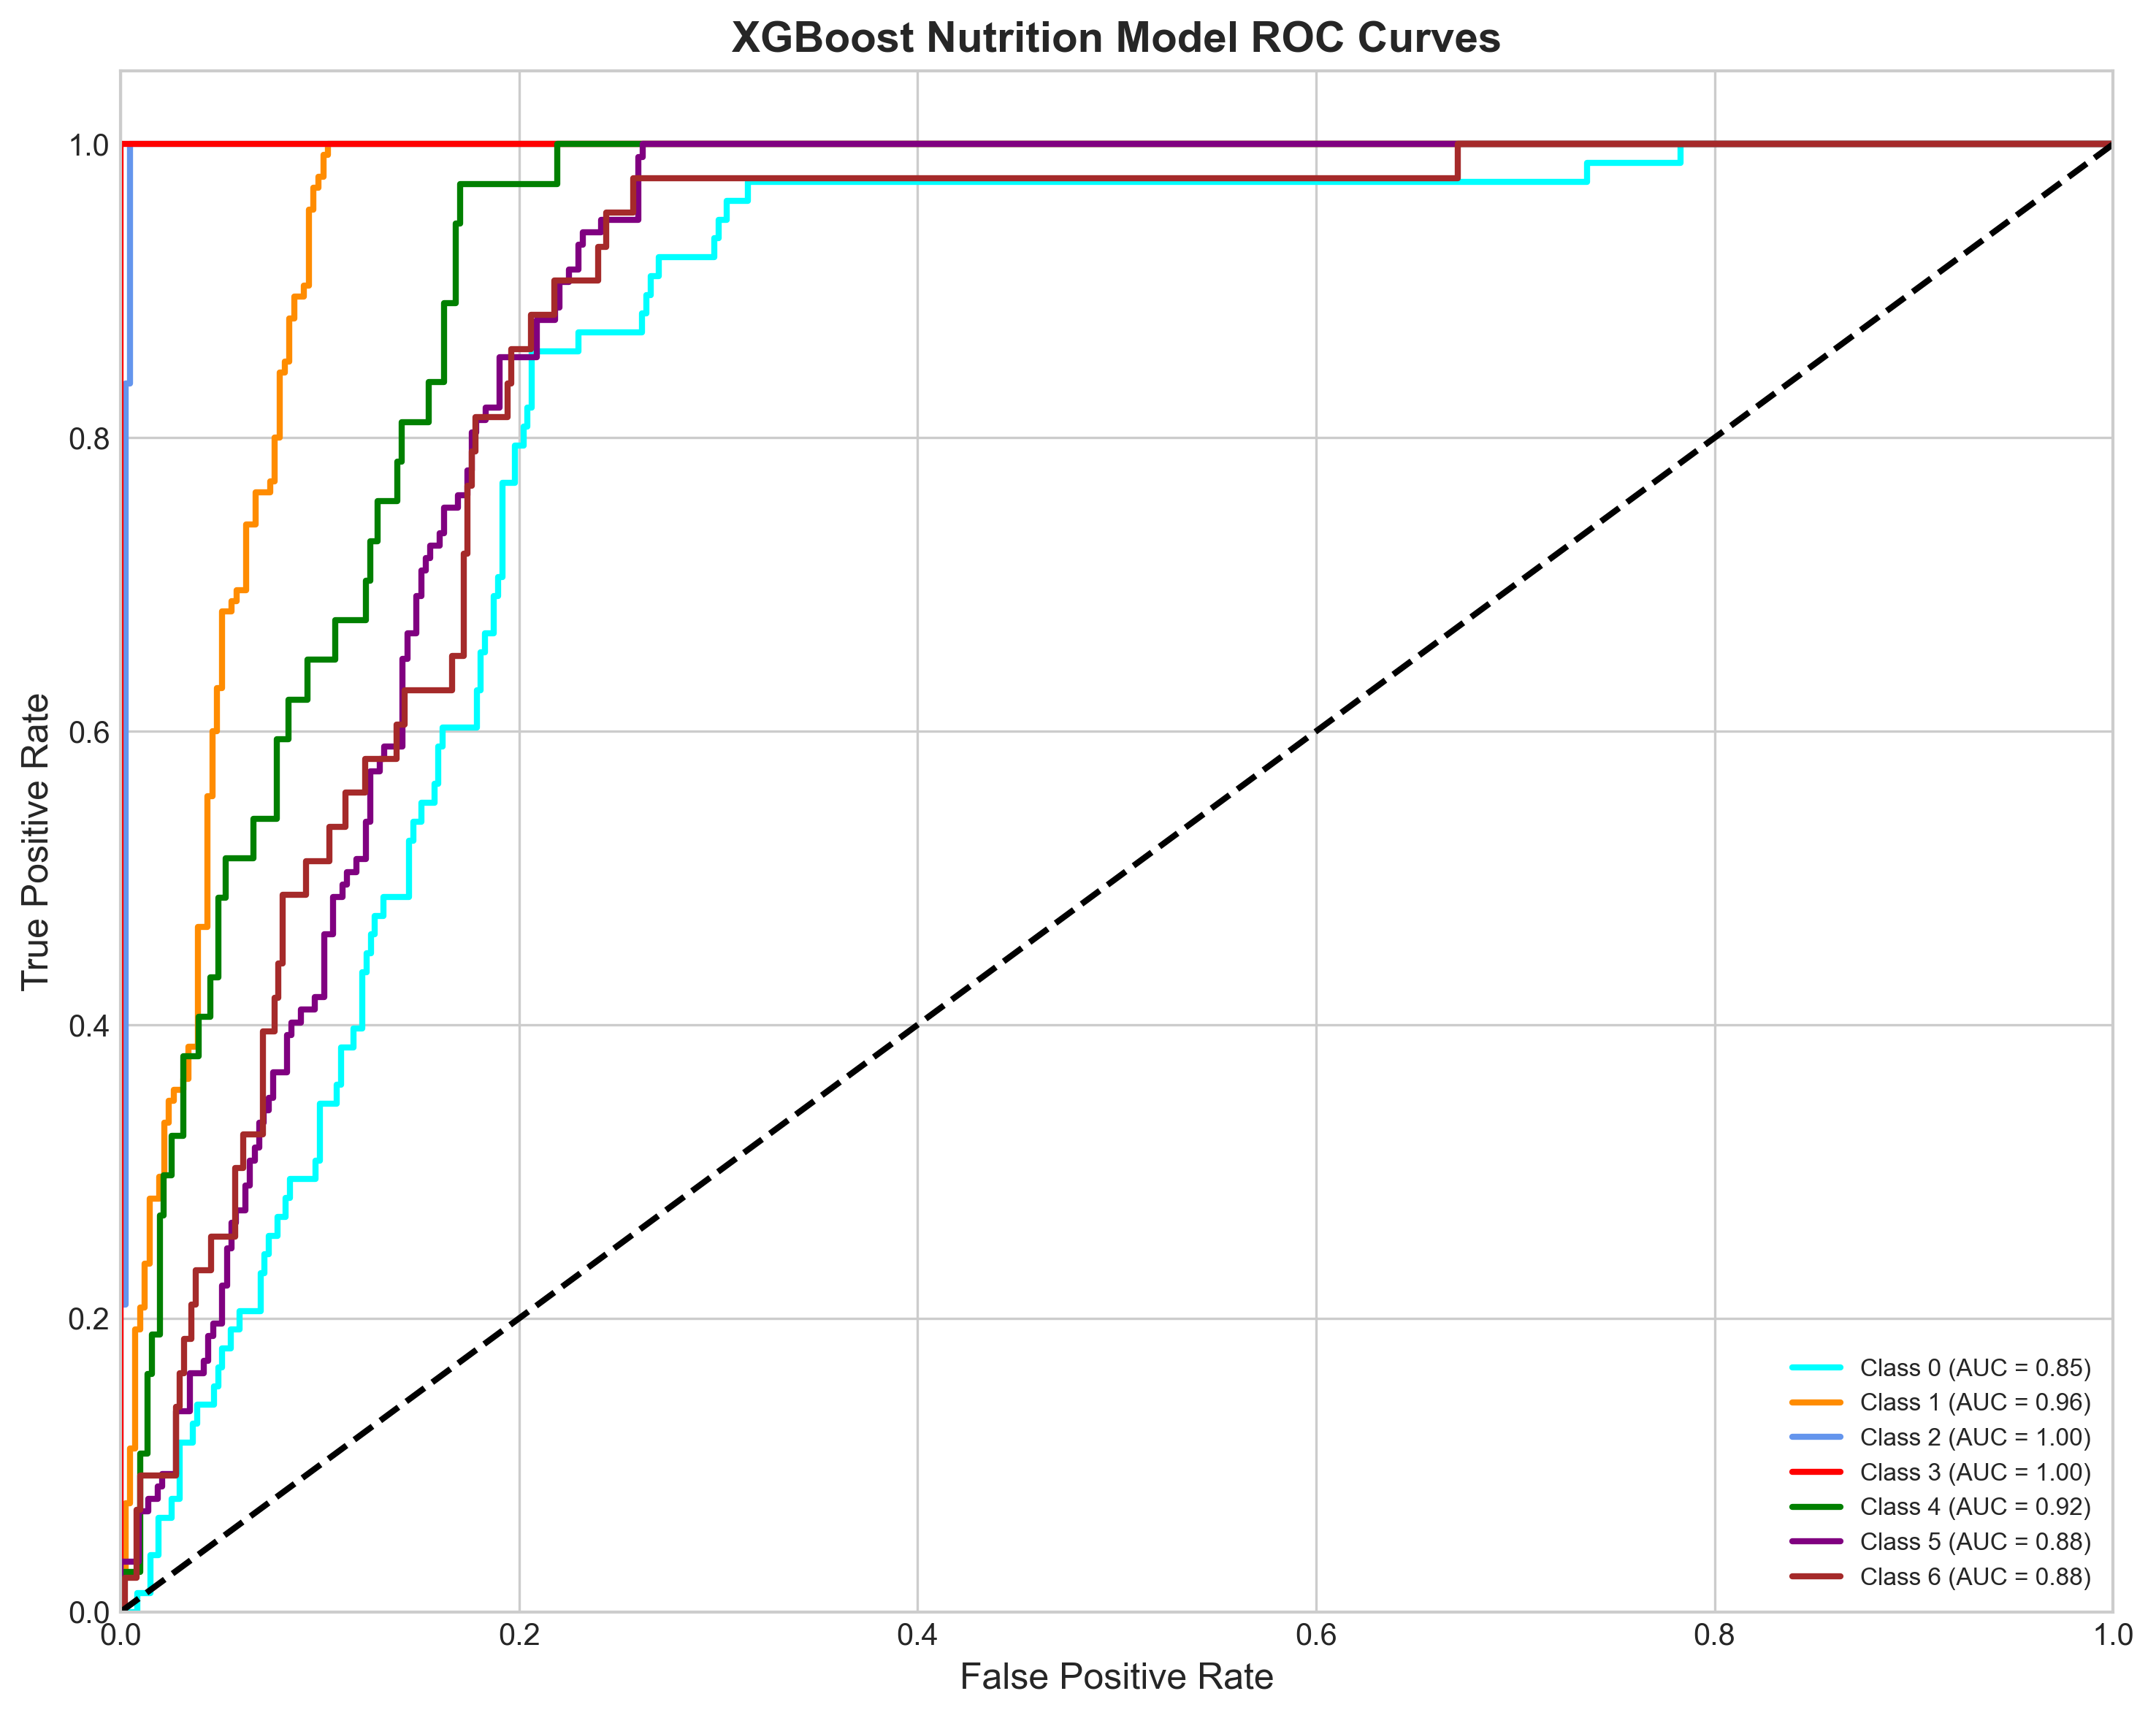 XGBoost Nutrition Model ROC Curves
True Positive Rate
1.0
0.8
0.6
0.4
0.2
0.0
0.0 0.2 0.4 0.6 0.8 1.0
False Positive Rate
Class 0 (AUC = 0.85)
Class 1 (AUC = 0.96)
Class 2 (AUC = 1.00)
Class 3 (AUC = 1.00)
Class 4 (AUC = 0.92)
Class 5 (AUC = 0.88)
Class 6 (AUC = 0.88)